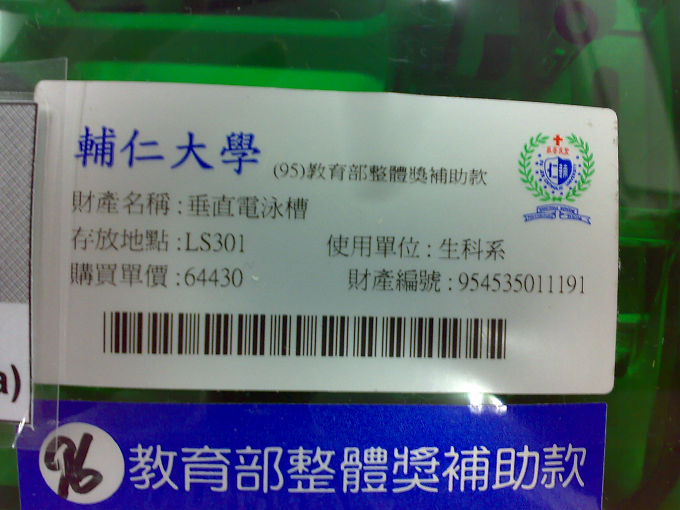 輔仁大學 (95)教育部整體獎補助款
財產名稱:垂直電泳槽
存放地點:LS301 使用單位:生科系
購買單價:64430 財產編號:954535011191
a)
96 教育部整體獎補助款